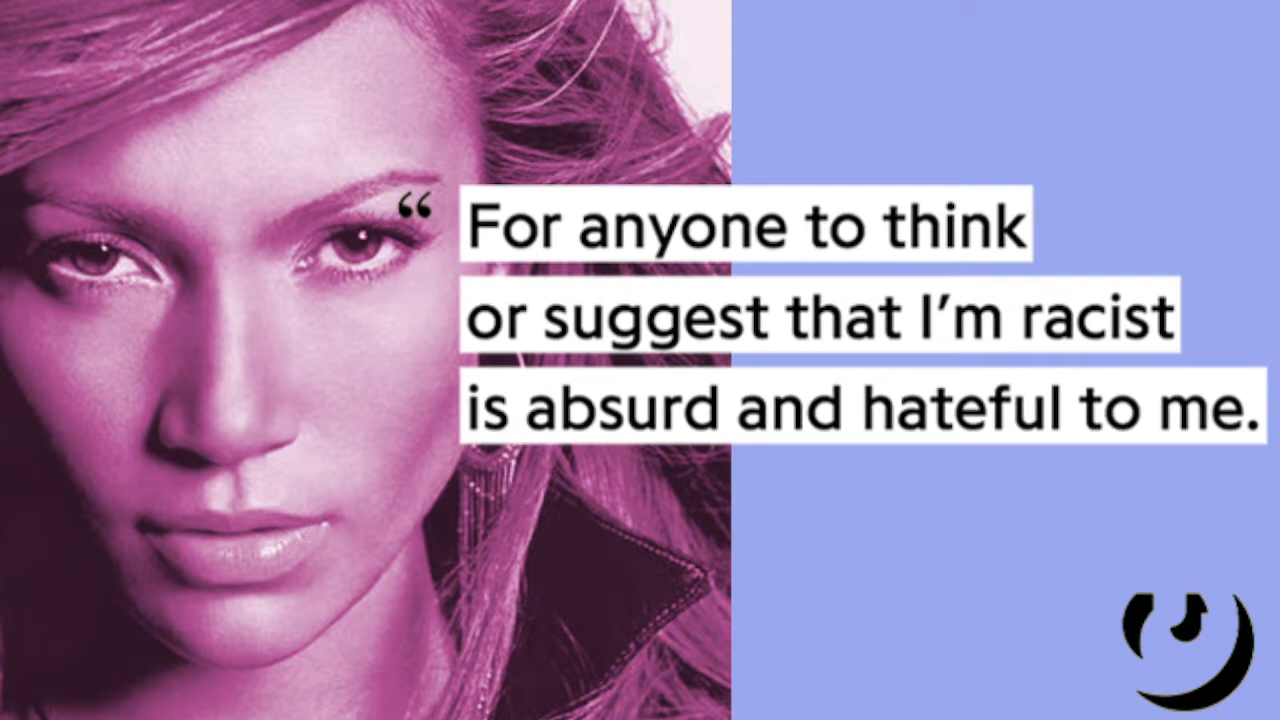 “ For anyone to think
or suggest that I’m racist
is absurd and hateful to me.